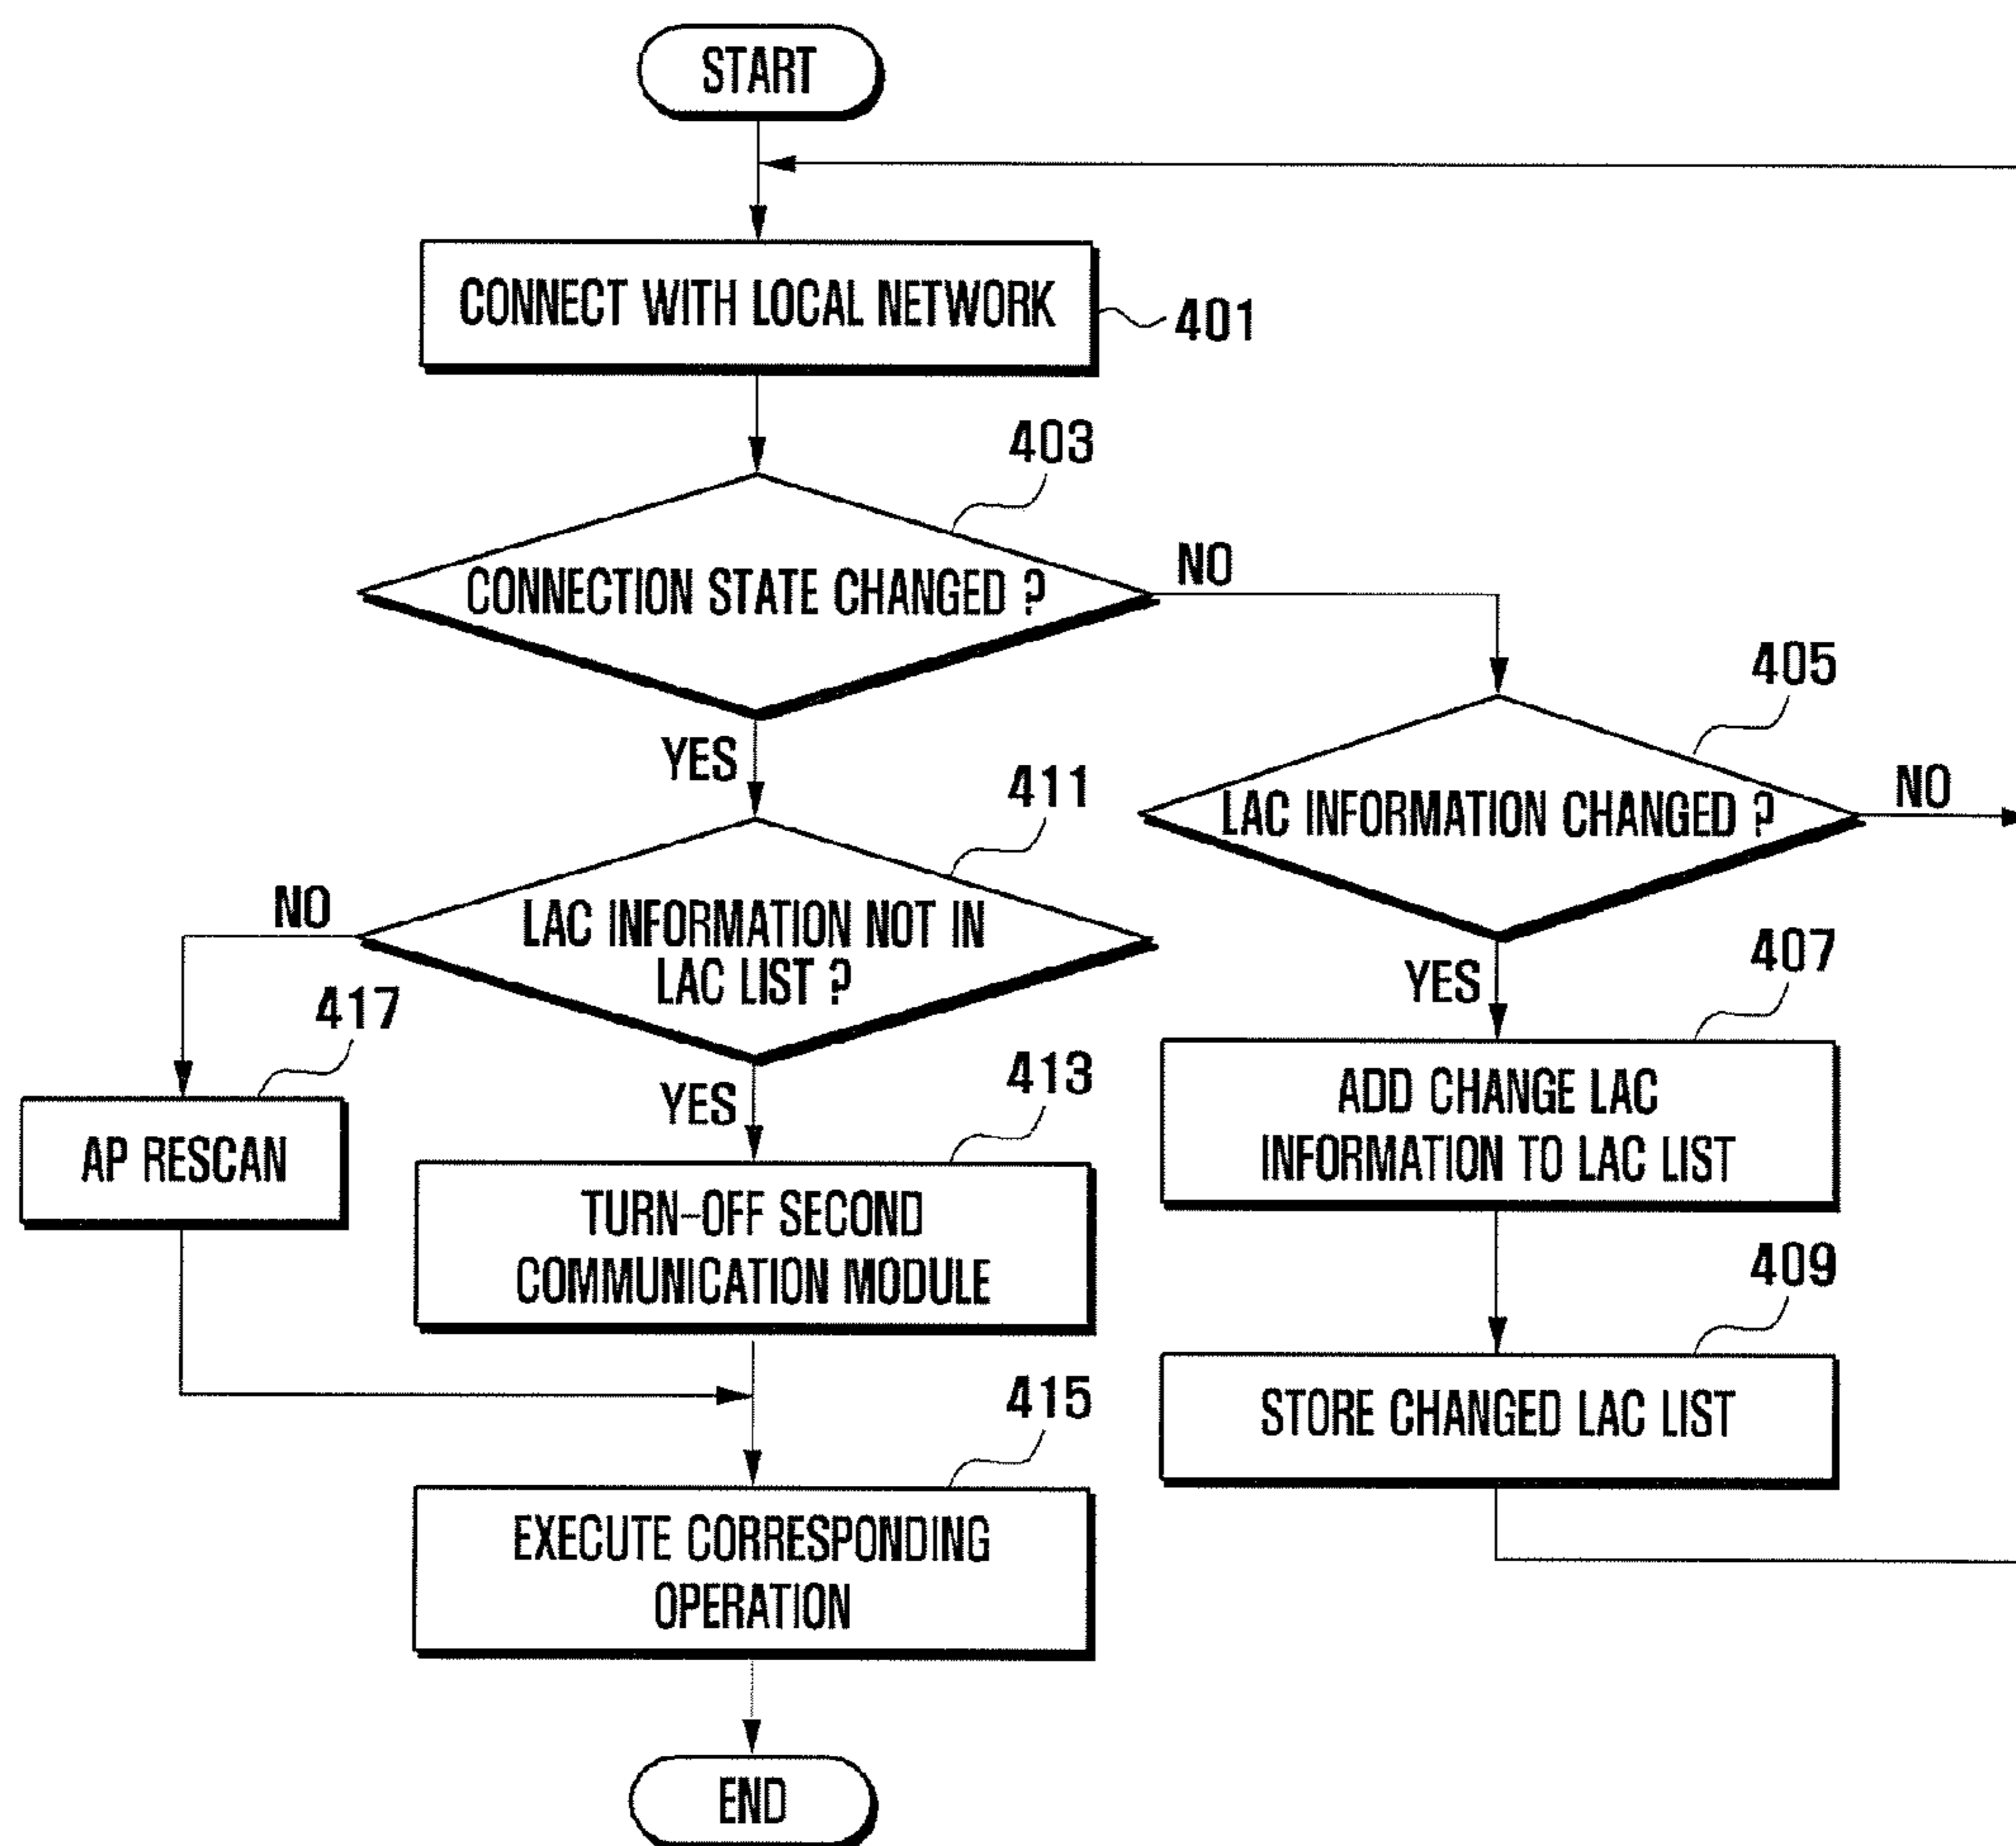 START
CONNECT WITH LOCAL NETWORK
401
403
CONNECTION STATE CHANGED ?
NO
YES
405
LAC INFORMATION CHANGED ?
NO
411
LAC INFORMATION NOT IN
LAC LIST ?
NO
YES
417
AP RESCAN
407
YES
ADD CHANGE LAC
INFORMATION TO LAC LIST
413
TURN-OFF SECOND
COMMUNICATION MODULE
409
STORE CHANGED LAC LIST
415
EXECUTE CORRESPONDING
OPERATION
END